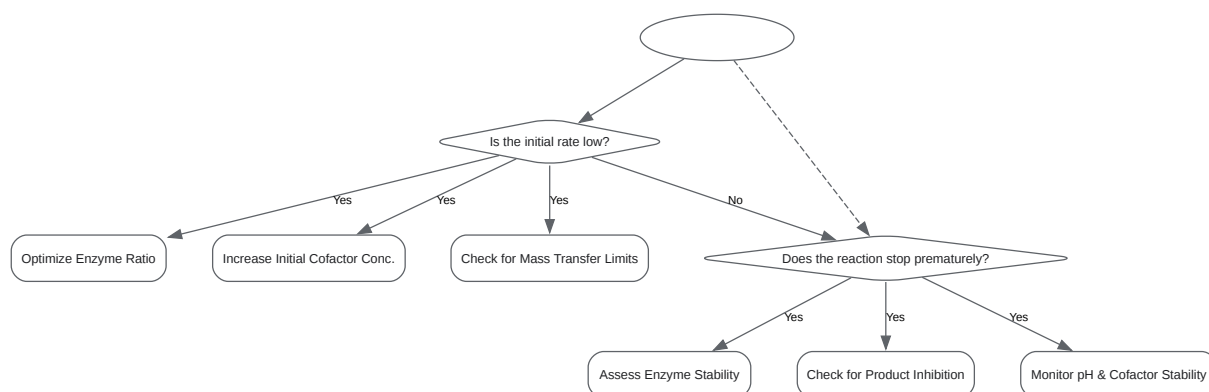 Is the initial rate low?
Yes
Yes
Yes
No
Optimize Enzyme Ratio
Increase Initial Cofactor Conc.
Check for Mass Transfer Limits
Does the reaction stop prematurely?
Yes
Yes
Yes
Assess Enzyme Stability
Check for Product Inhibition
Monitor pH & Cofactor Stability